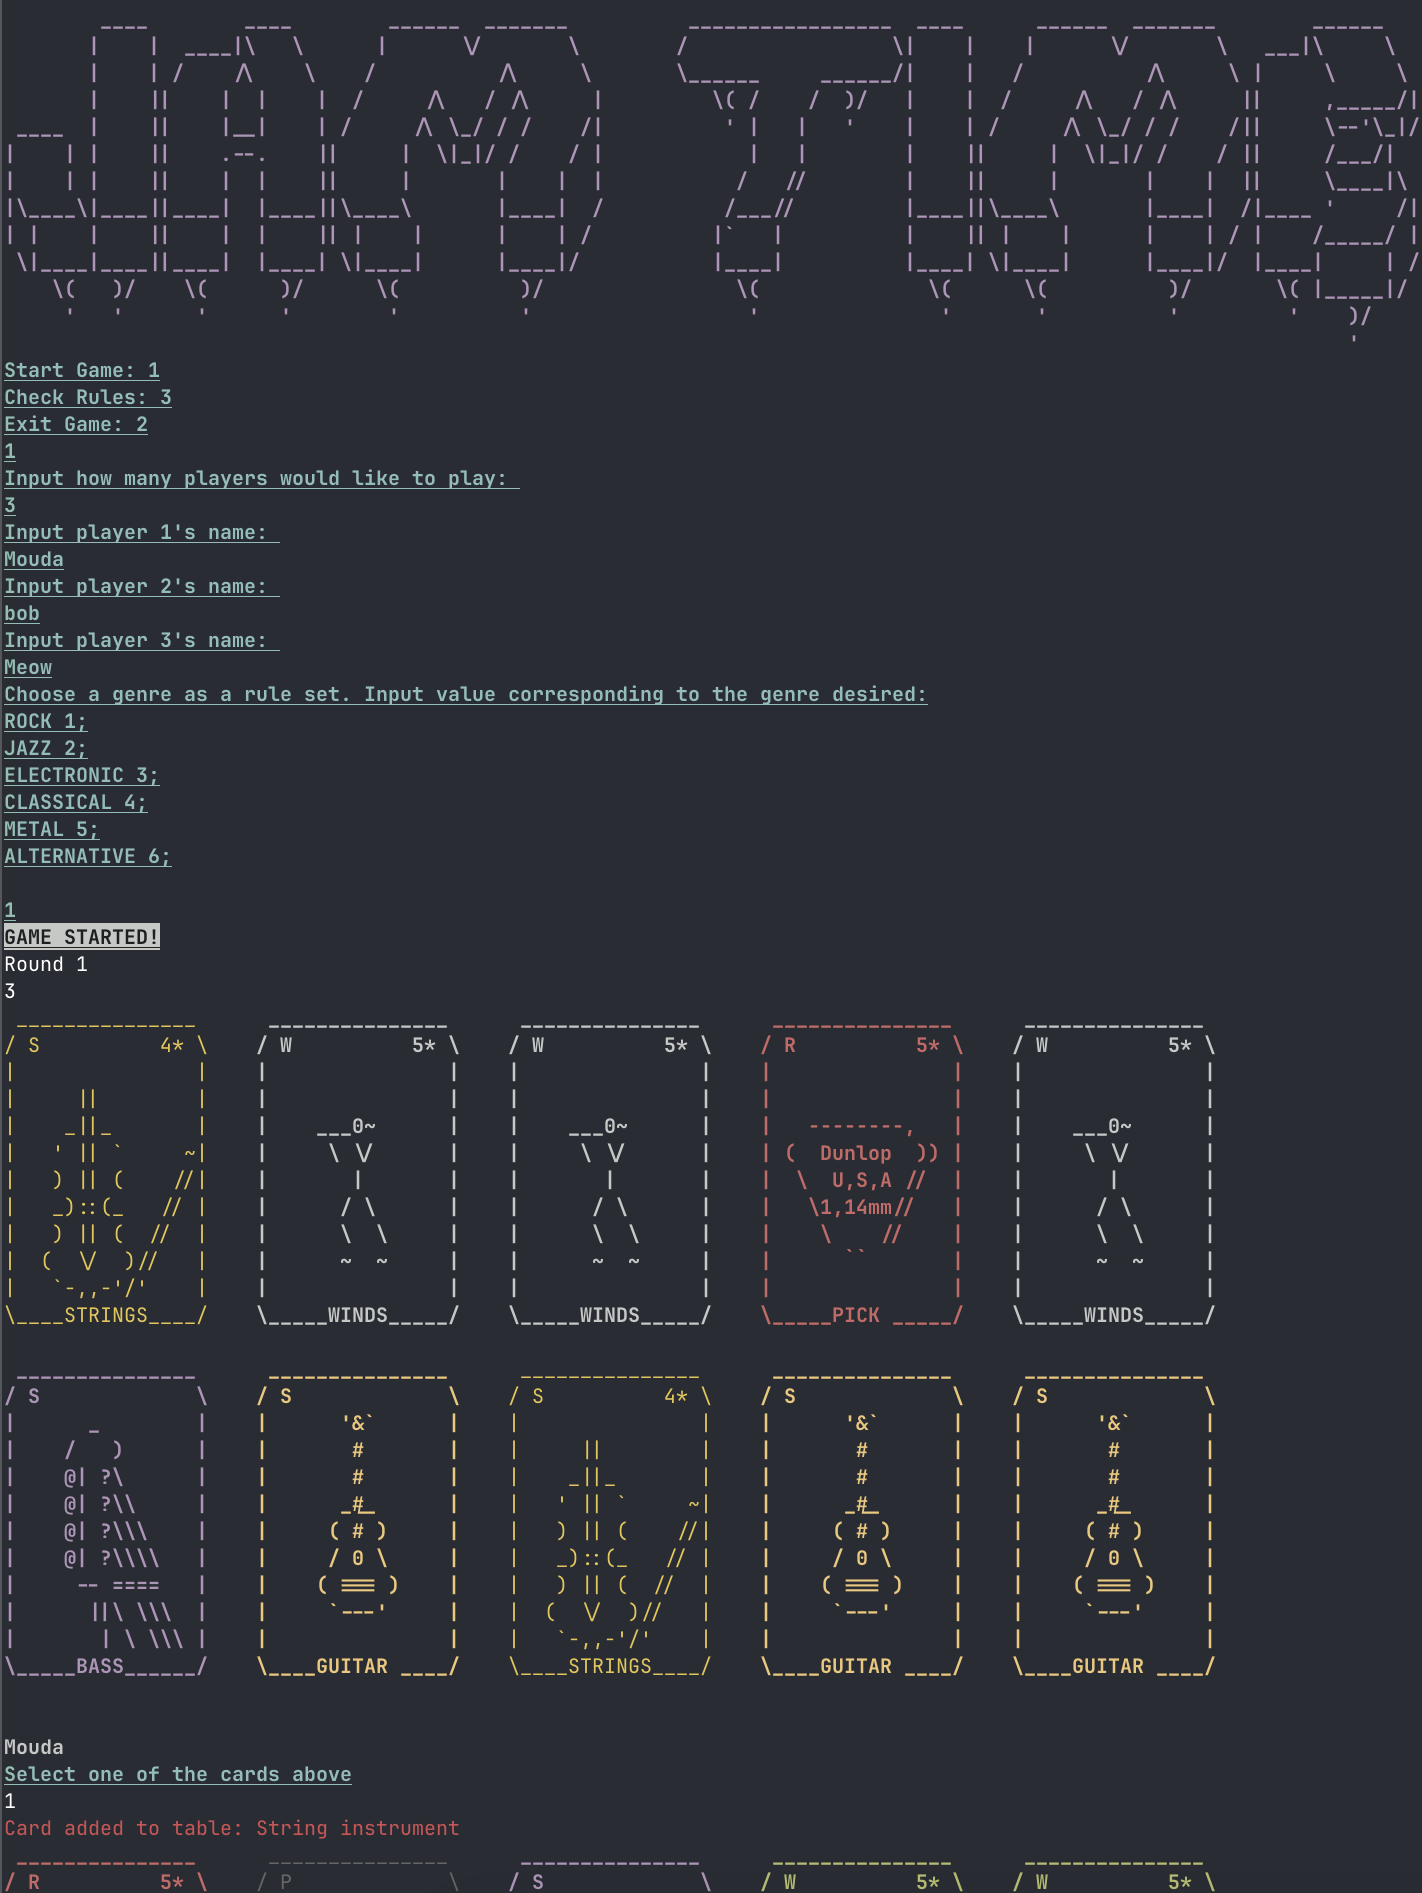 JAM TIME
Start Game: 1
Check Rules: 3
Exit Game: 2
1
Input how many players would like to play:
3
Input player 1's name:
Mouda
Input player 2's name:
bob
Input player 3's name:
Meow
Choose a genre as a rule set. Input value corresponding to the genre desired:
ROCK 1;
JAZZ 2;
ELECTRONIC 3;
CLASSICAL 4;
METAL 5;
ALTERNATIVE 6;
1
GAME STARTED!
Round 1
3
S 4* W 5* W 5* R 5* W 5*
Dunlop
U,S,A
1,14mm
STRINGS WINDS WINDS PICK WINDS
S S S 4* S S
BASS GUITAR STRINGS GUITAR GUITAR
Mouda
Select one of the cards above
1
Card added to table: String instrument
R 5* P S W 5* W 5*